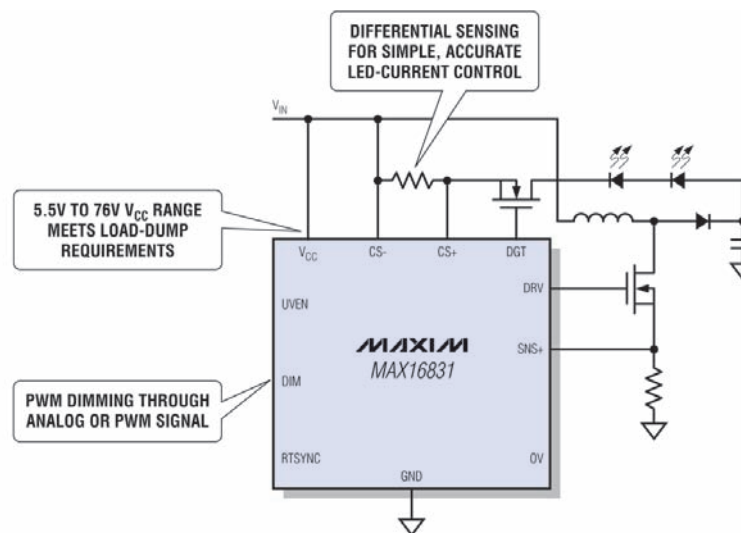 DIFFERENTIAL SENSING
FOR SIMPLE, ACCURATE
LED-CURRENT CONTROL
VIN
5.5V TO 76V VCC RANGE
MEETS LOAD-DUMP
REQUIREMENTS
VCC
CS-
CS+
DGT
UVEN
DRV
MAXIM
MAX16831
SNS+
PWM DIMMING THROUGH
ANALOG OR PWM SIGNAL
DIM
RTSYNC
OV
GND